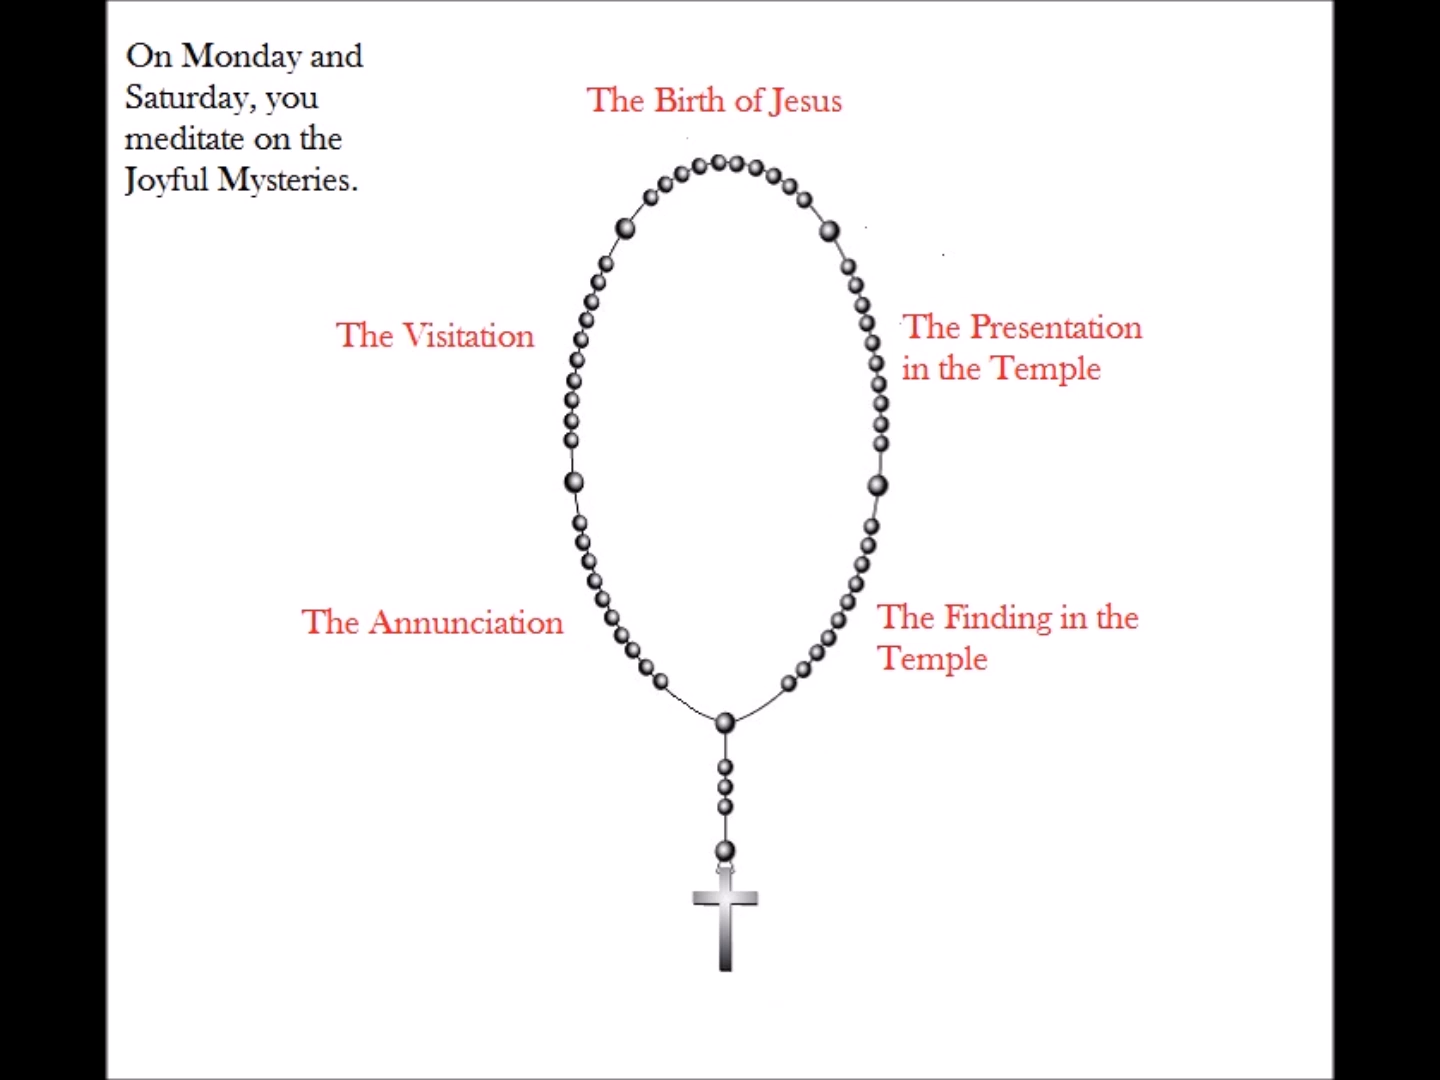 On Monday and
Saturday, you
meditate on the
Joyful Mysteries.
The Birth of Jesus
The Visitation
The Presentation
in the Temple
The Annunciation
The Finding in the
Temple